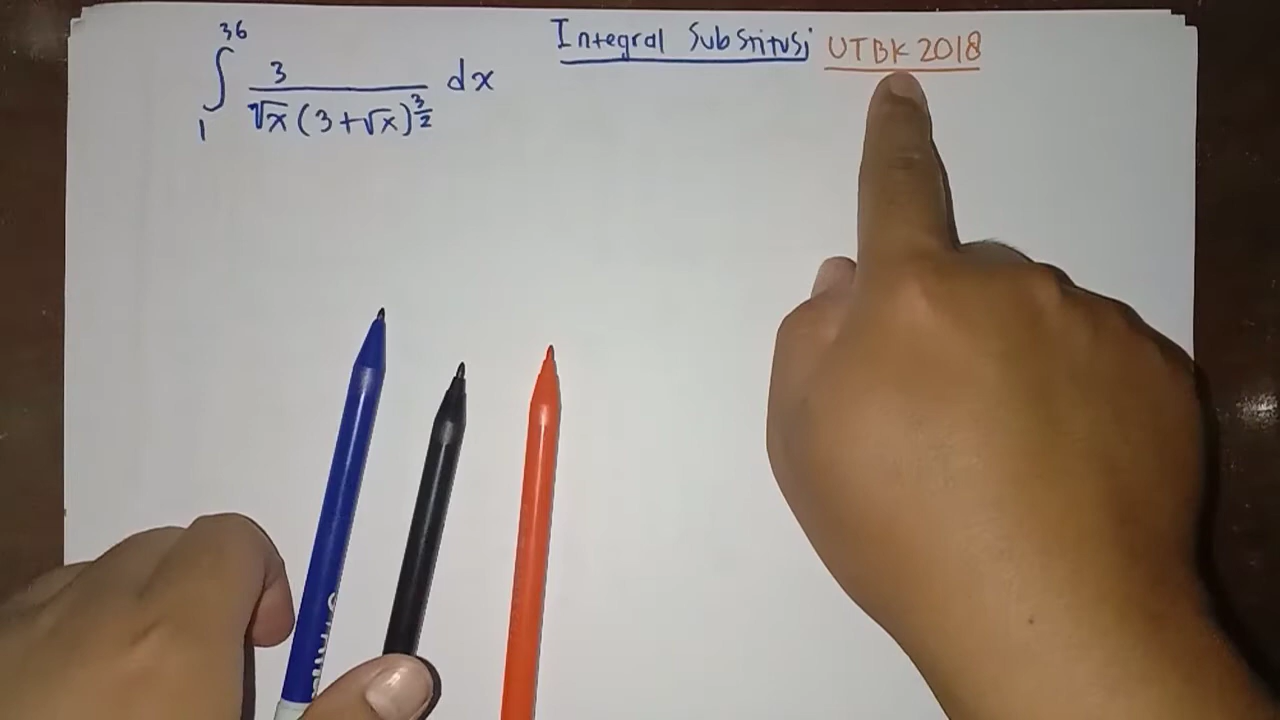 Integral Substitusi UTBK 2018
∫₁³⁶ 3/(√x(3+√x)^(3/2)) dx